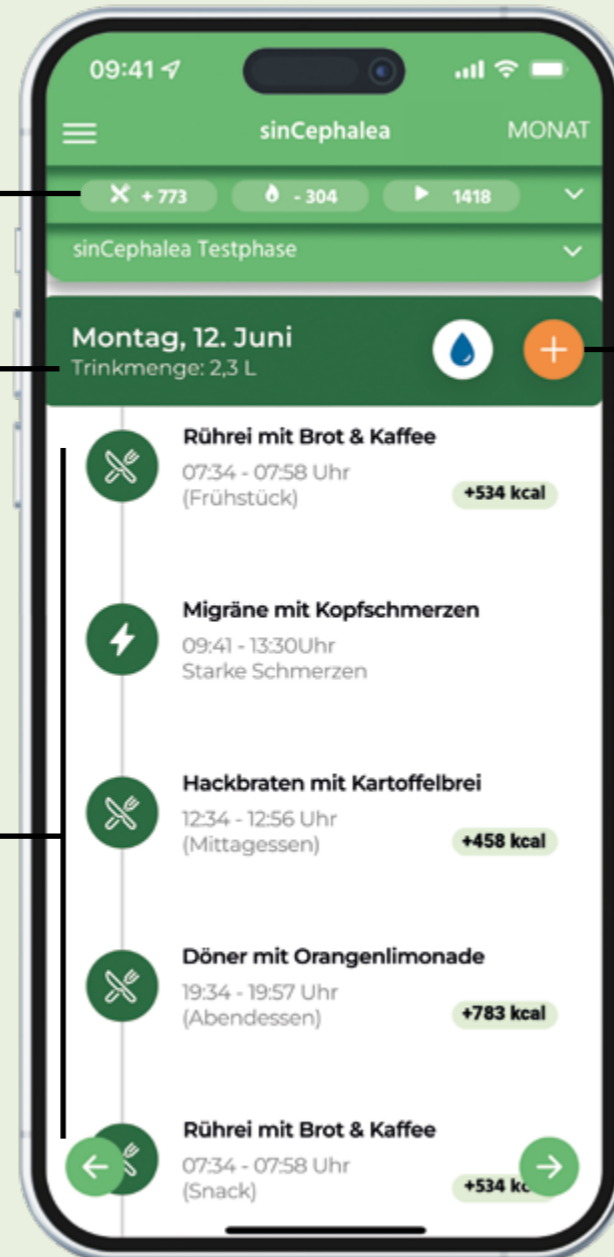 09:41
sinCephalea
MONAT
+ 773
- 304
1418
sinCephalea Testphase
Montag, 12. Juni
Trinkmenge: 2,3 L
Rührei mit Brot & Kaffee
07:34 - 07:58 Uhr
(Frühstück)
+534 kcal
Migräne mit Kopfschmerzen
09:41 - 13:30Uhr
Starke Schmerzen
Hackbraten mit Kartoffelbrei
12:34 - 12:56 Uhr
(Mittagessen)
+458 kcal
Döner mit Orangenlimonade
19:34 - 19:57 Uhr
(Abendessen)
+783 kcal
Rührei mit Brot & Kaffee
07:34 - 07:58 Uhr
(Snack)
+534